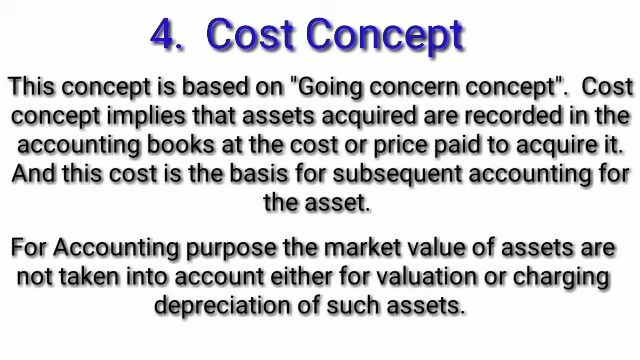 4. Cost Concept
This concept is based on "Going concern concept". Cost
concept implies that assets acquired are recorded in the
accounting books at the cost or price paid to acquire it.
And this cost is the basis for subsequent accounting for
the asset.
For Accounting purpose the market value of assets are
not taken into account either for valuation or charging
depreciation of such assets.